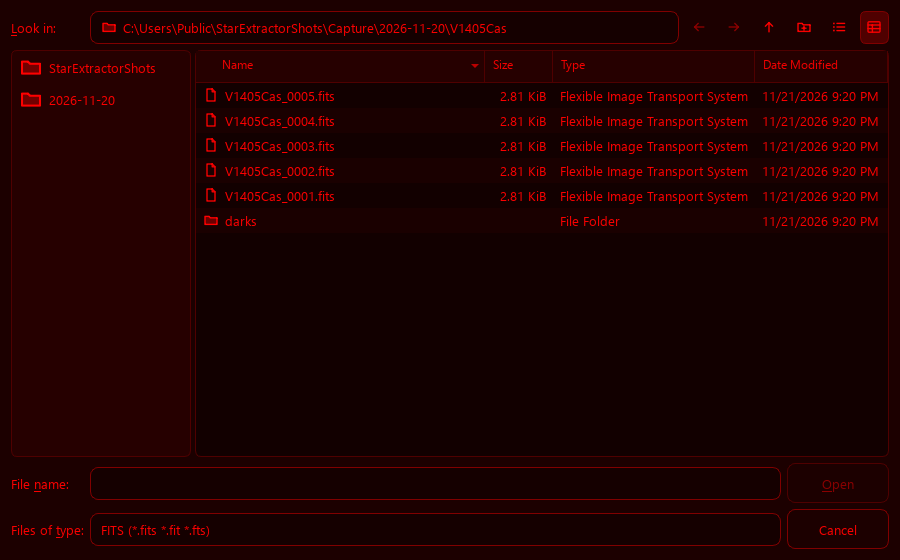 Look in: C:\Users\Public\StarExtractorShots\Capture\2026-11-20\V1405Cas
StarExtractorShots
2026-11-20
Name Size Type Date Modified
V1405Cas_0005.fits 2.81 KiB Flexible Image Transport System 11/21/2026 9:20 PM
V1405Cas_0004.fits 2.81 KiB Flexible Image Transport System 11/21/2026 9:20 PM
V1405Cas_0003.fits 2.81 KiB Flexible Image Transport System 11/21/2026 9:20 PM
V1405Cas_0002.fits 2.81 KiB Flexible Image Transport System 11/21/2026 9:20 PM
V1405Cas_0001.fits 2.81 KiB Flexible Image Transport System 11/21/2026 9:20 PM
darks File Folder 11/21/2026 9:20 PM
File name: Open
Files of type: FITS (*.fits *.fit *.fts) Cancel